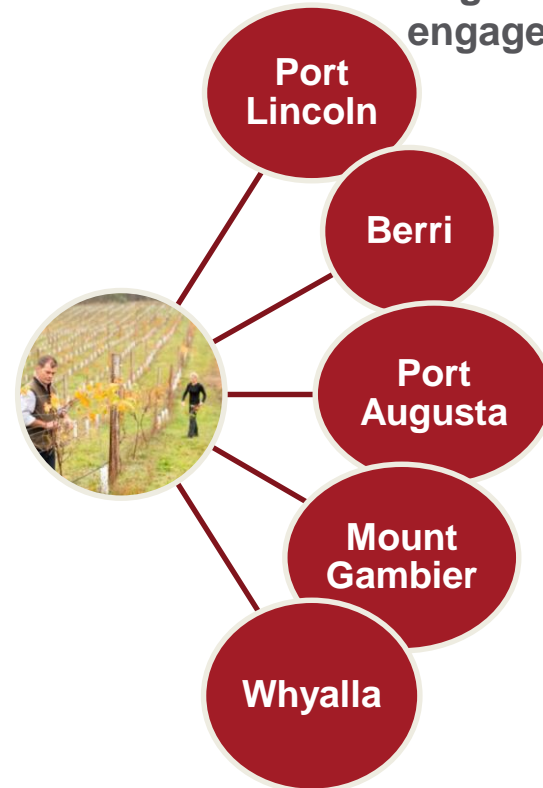 engage
Port
Lincoln
Berri
Port
Augusta
Mount
Gambier
Whyalla